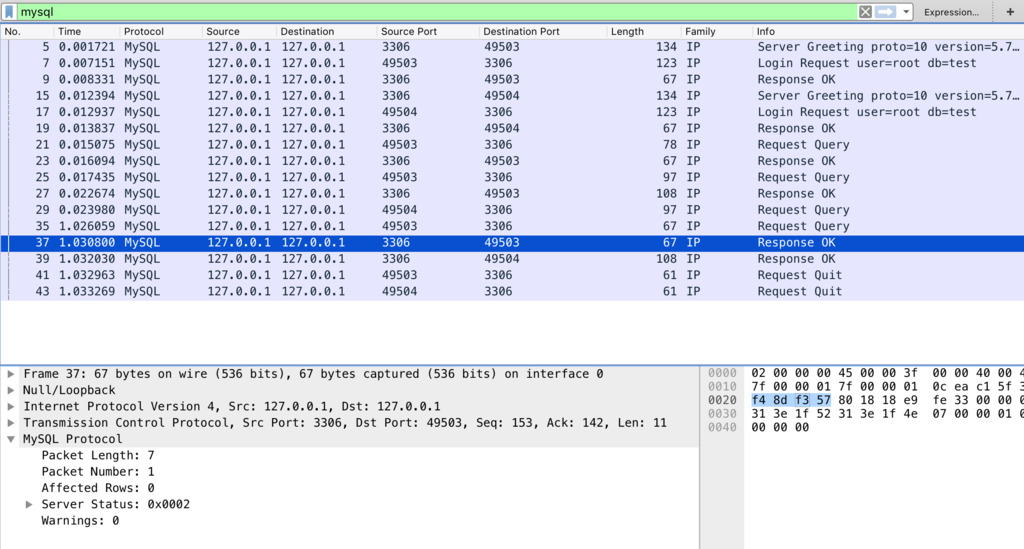 mysql Expression... +
No. Time Protocol Source Destination Source Port Destination Port Length Family Info
5 0.001721 MySQL 127.0.0.1 127.0.0.1 3306 49503 134 IP Server Greeting proto=10 version=5.7…
7 0.007151 MySQL 127.0.0.1 127.0.0.1 49503 3306 123 IP Login Request user=root db=test
9 0.008331 MySQL 127.0.0.1 127.0.0.1 3306 49503 67 IP Response OK
15 0.012394 MySQL 127.0.0.1 127.0.0.1 3306 49504 134 IP Server Greeting proto=10 version=5.7…
17 0.012937 MySQL 127.0.0.1 127.0.0.1 49504 3306 123 IP Login Request user=root db=test
19 0.013837 MySQL 127.0.0.1 127.0.0.1 3306 49504 67 IP Response OK
21 0.015075 MySQL 127.0.0.1 127.0.0.1 49503 3306 78 IP Request Query
23 0.016094 MySQL 127.0.0.1 127.0.0.1 3306 49503 67 IP Response OK
25 0.017435 MySQL 127.0.0.1 127.0.0.1 49503 3306 97 IP Request Query
27 0.022674 MySQL 127.0.0.1 127.0.0.1 3306 49503 108 IP Response OK
29 0.023980 MySQL 127.0.0.1 127.0.0.1 49504 3306 97 IP Request Query
35 1.026059 MySQL 127.0.0.1 127.0.0.1 49503 3306 67 IP Request Query
37 1.030800 MySQL 127.0.0.1 127.0.0.1 3306 49503 67 IP Response OK
39 1.032030 MySQL 127.0.0.1 127.0.0.1 3306 49504 108 IP Response OK
41 1.032963 MySQL 127.0.0.1 127.0.0.1 49503 3306 61 IP Request Quit
43 1.033269 MySQL 127.0.0.1 127.0.0.1 49504 3306 61 IP Request Quit
Frame 37: 67 bytes on wire (536 bits), 67 bytes captured (536 bits) on interface 0
Null/Loopback
Internet Protocol Version 4, Src: 127.0.0.1, Dst: 127.0.0.1
Transmission Control Protocol, Src Port: 3306, Dst Port: 49503, Seq: 153, Ack: 142, Len: 11
MySQL Protocol
Packet Length: 7
Packet Number: 1
Affected Rows: 0
Server Status: 0x0002
Warnings: 0
0000 02 00 00 00 45 00 00 3f 00 00 40 00
0010 7f 00 00 01 7f 00 00 01 0c ea c1 5f
0020 f4 8d f3 57 80 18 18 e9 fe 33 00 00
0030 31 3e 1f 52 31 3e 1f 4e 07 00 00 01
0040 00 00 00